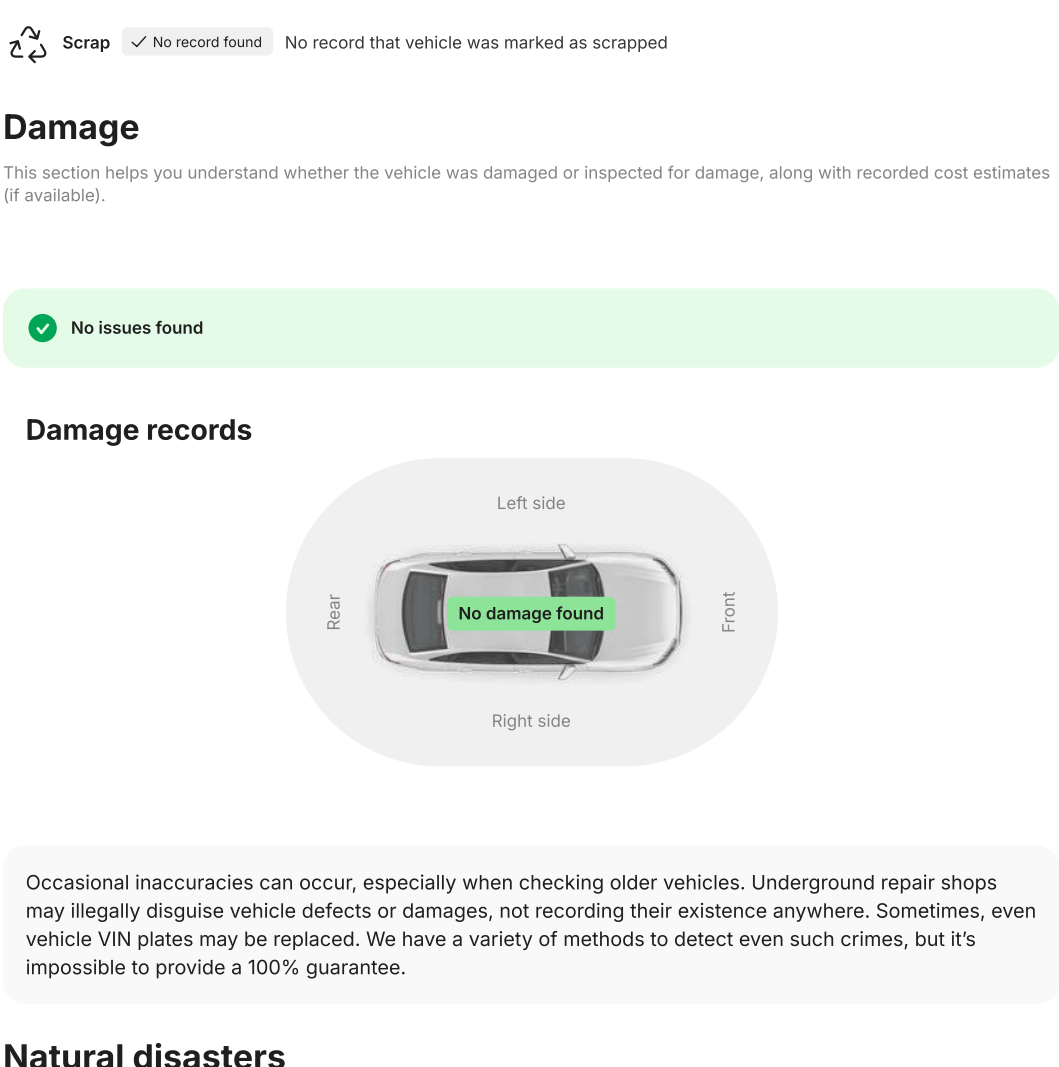 Scrap No record found No record that vehicle was marked as scrapped
Damage
This section helps you understand whether the vehicle was damaged or inspected for damage, along with recorded cost estimates
(if available).
No issues found
Damage records
Left side
Rear
No damage found
Front
Right side
Occasional inaccuracies can occur, especially when checking older vehicles. Underground repair shops
may illegally disguise vehicle defects or damages, not recording their existence anywhere. Sometimes, even
vehicle VIN plates may be replaced. We have a variety of methods to detect even such crimes, but it’s
impossible to provide a 100% guarantee.
Natural disasters